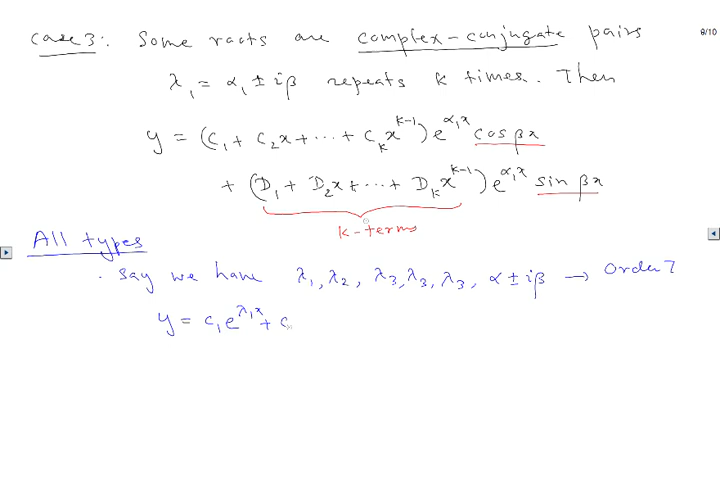 Case 3: Some roots are complex-conjugate pairs
8/10
λ₁ = α₁ ± iβ repeats k times. Then
y = (C₁ + C₂x + ··· + Cₖx^(k-1)) e^(α₁x) cos βx
+ (D₁ + D₂x + ··· + Dₖx^(k-1)) e^(α₁x) sin βx
k-terms
All types
· Say we have λ₁, λ₂, λ₃, λ₃, λ₃, α ± iβ → Order 7
y = c₁e^(λ₁x) + c